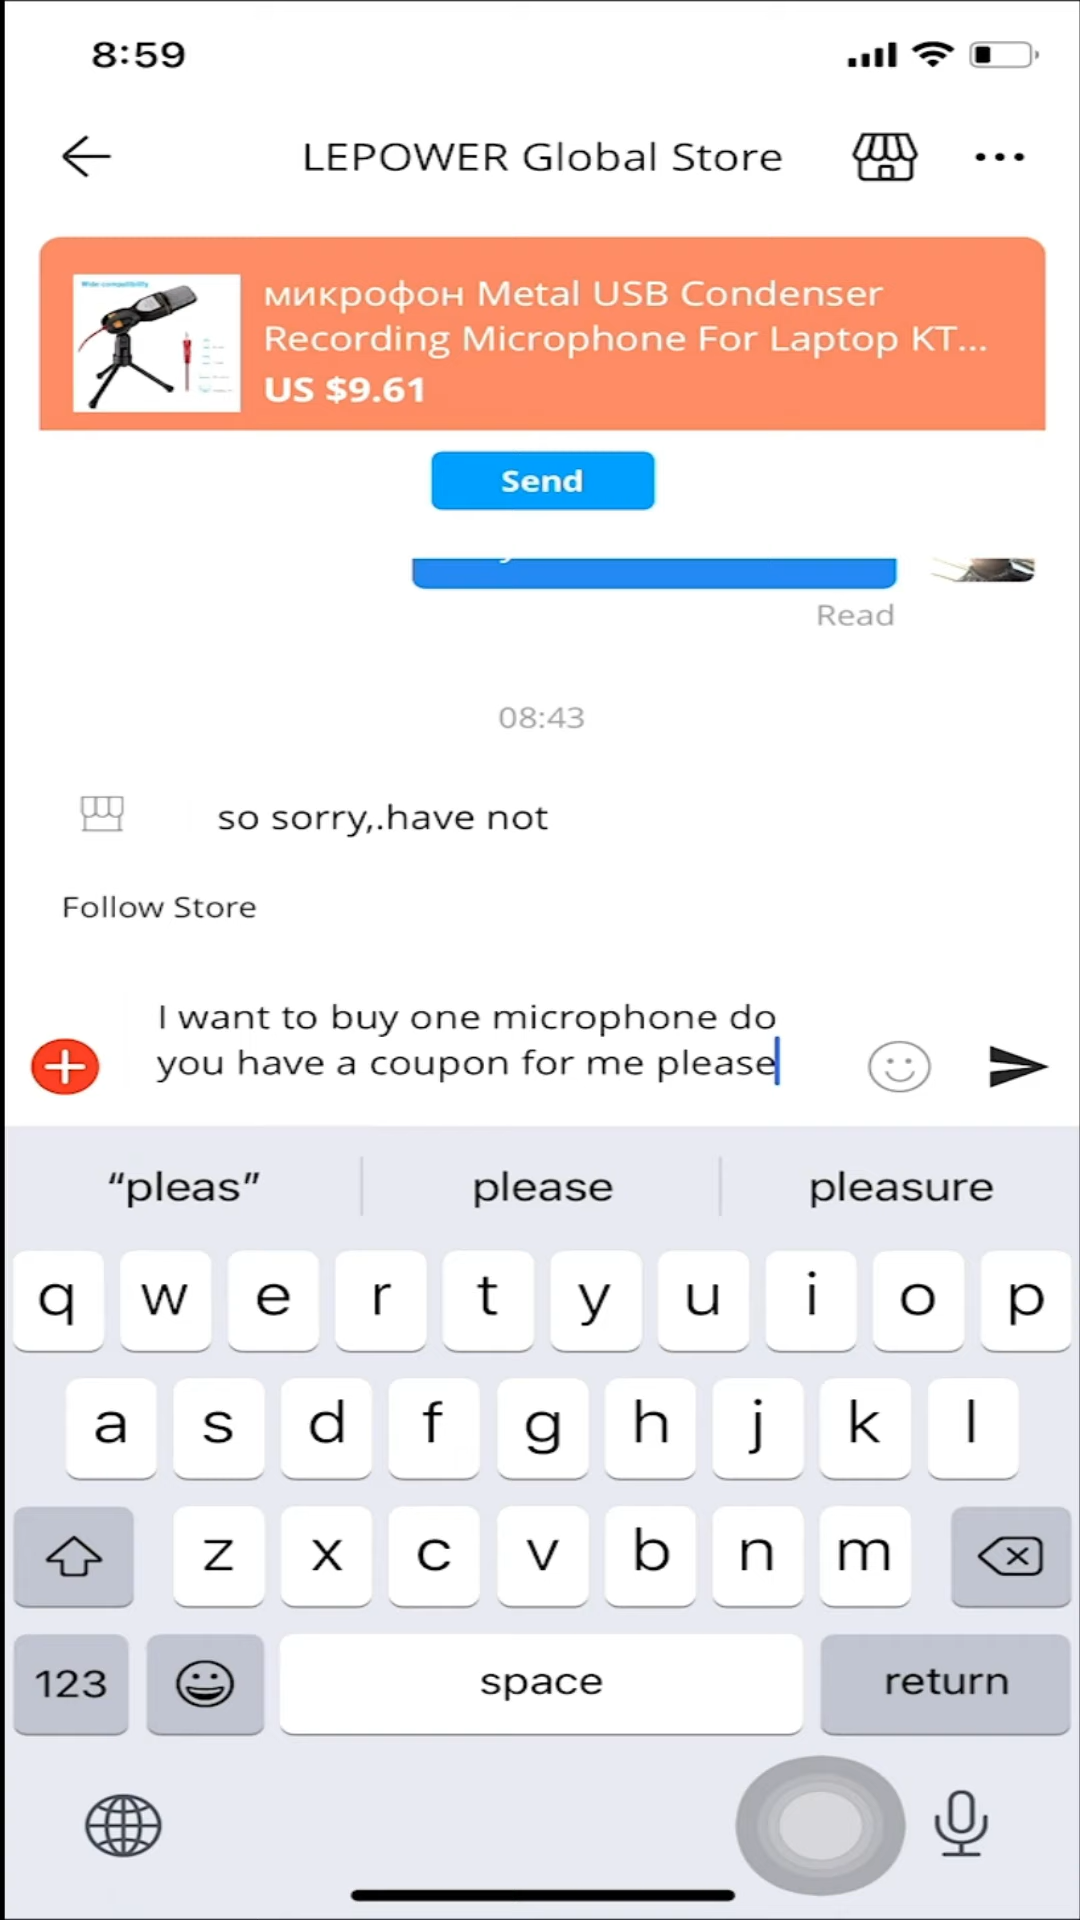 8:59
LEPOWER Global Store
Wide compatibility
микрофон Metal USB Condenser
Recording Microphone For Laptop KT...
US $9.61
Send
Read
08:43
so sorry,.have not
Follow Store
I want to buy one microphone do
you have a coupon for me please
“pleas” please pleasure
q w e r t y u i o p
a s d f g h j k l
z x c v b n m
123 space return